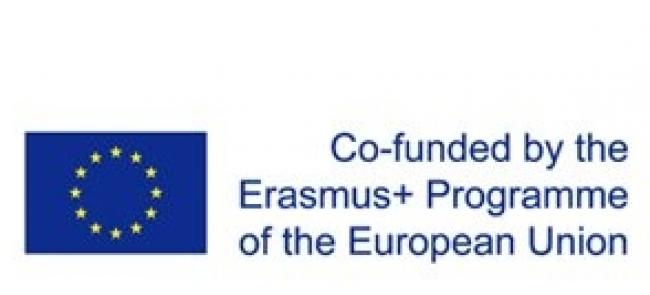 Co-funded by the
Erasmus+ Programme
of the European Union